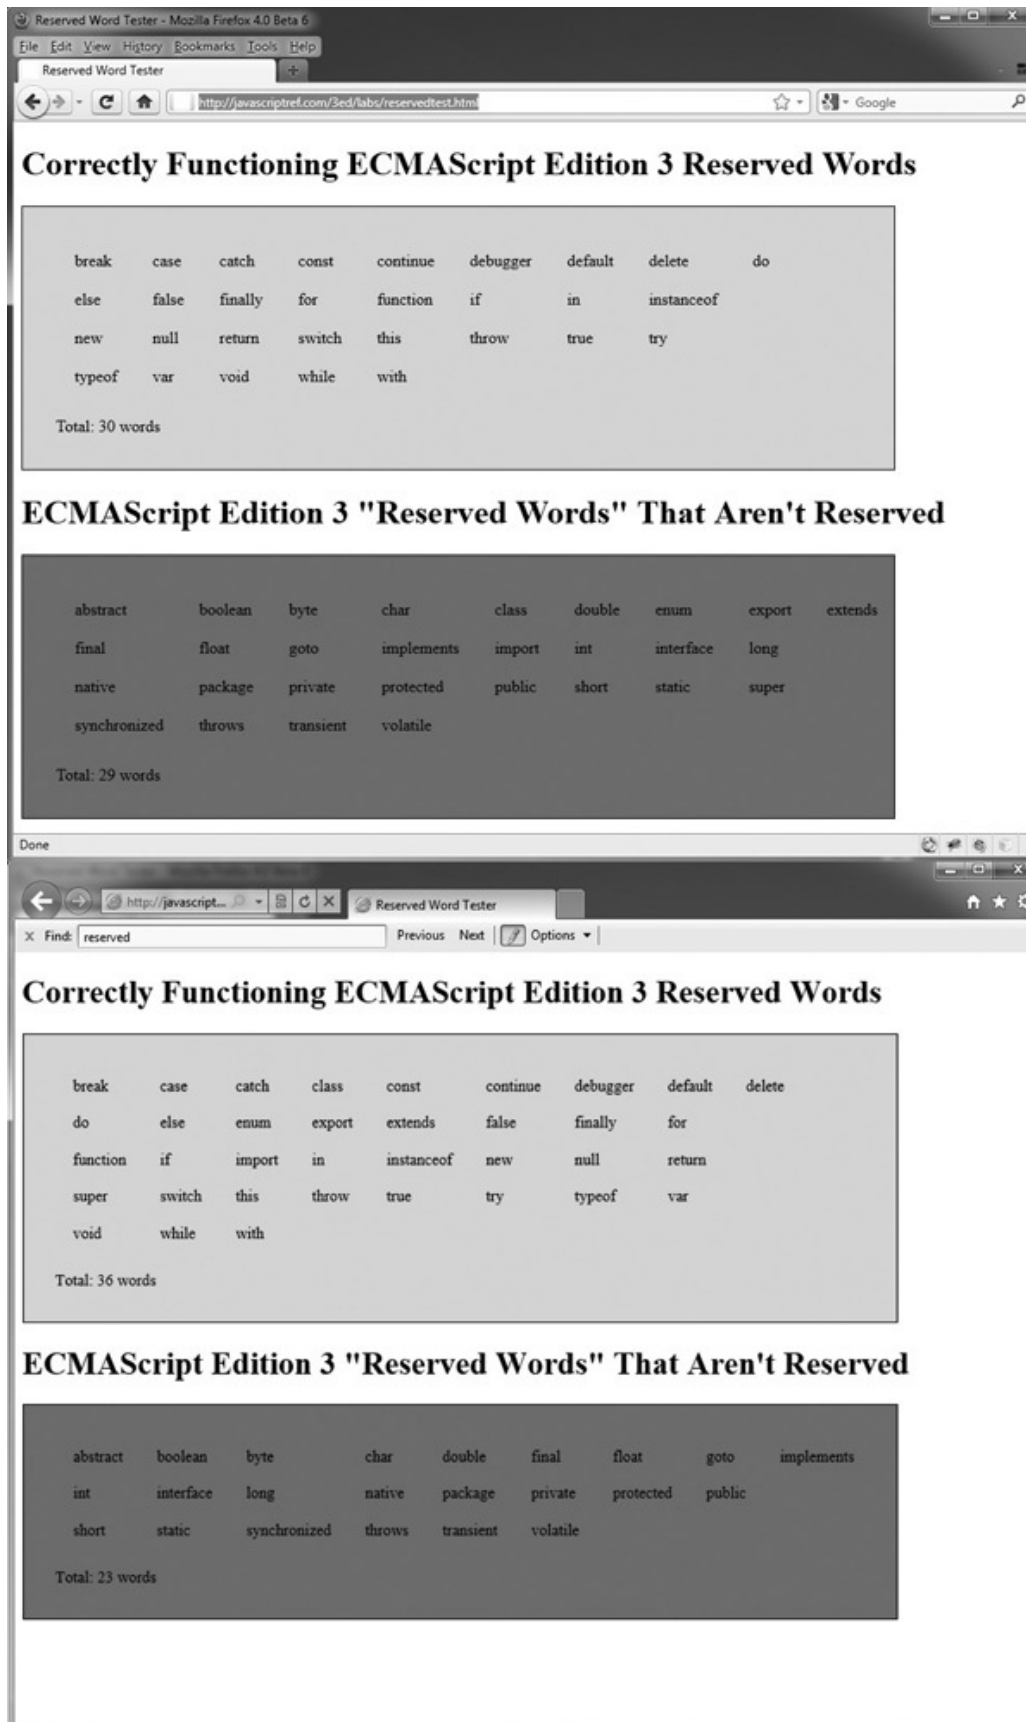 Reserved Word Tester - Mozilla Firefox 4.0 Beta 6
File Edit View History Bookmarks Tools Help
Reserved Word Tester
http://javascriptref.com/3ed/labs/reservedtest.html
Google
Correctly Functioning ECMAScript Edition 3 Reserved Words
break case catch const continue debugger default delete do
else false finally for function if in instanceof
new null return switch this throw true try
typeof var void while with
Total: 30 words
ECMAScript Edition 3 "Reserved Words" That Aren't Reserved
abstract boolean byte char class double enum export extends
final float goto implements import int interface long
native package private protected public short static super
synchronized throws transient volatile
Total: 29 words
Done
http://javascript...
Reserved Word Tester
X Find: reserved Previous Next Options
Correctly Functioning ECMAScript Edition 3 Reserved Words
break case catch class const continue debugger default delete
do else enum export extends false finally for
function if import in instanceof new null return
super switch this throw true try typeof var
void while with
Total: 36 words
ECMAScript Edition 3 "Reserved Words" That Aren't Reserved
abstract boolean byte char double final float goto implements
int interface long native package private protected public
short static synchronized throws transient volatile
Total: 23 words